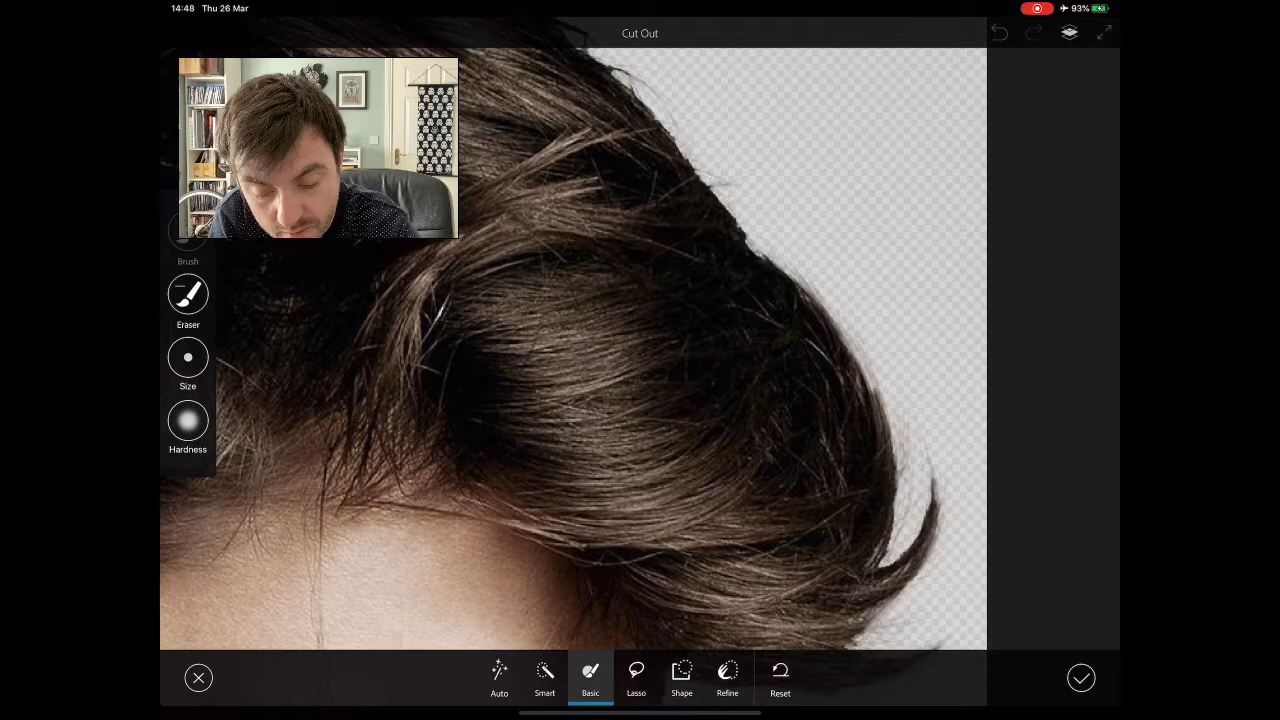 14:48 Thu 26 Mar
93%
Cut Out
Brush
Eraser
Size
Hardness
Auto Smart Basic Lasso Shape Refine Reset